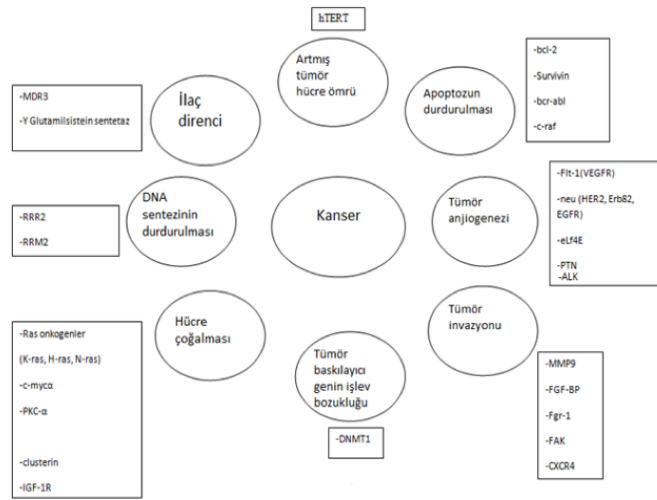 hTERT
Artmış
tümör
hücre ömrü
-bcl-2
-Survivin
-bcr-abl
-c-raf
Apoptozun
durdurulması
İlaç
direnci
-MDR3
-Y Glutamilsistein sentetaz
-Flt-1(VEGFR)
-neu (HER2, Erb82,
EGFR)
-eLf4E
-PTN
-ALK
DNA
sentezinin
durdurulması
Kanser
Tümör
anjiogenezi
-RRR2
-RRM2
Hücre
çoğalması
Tümör
invazyonu
-Ras onkogenler
(K-ras, H-ras, N-ras)
-c-mycα
-PKC-α
-clusterin
-IGF-1R
Tümör
baskılayıcı
genin işlev
bozukluğu
-DNMT1
-MMP9
-FGF-BP
-Fgr-1
-FAK
-CXCR4